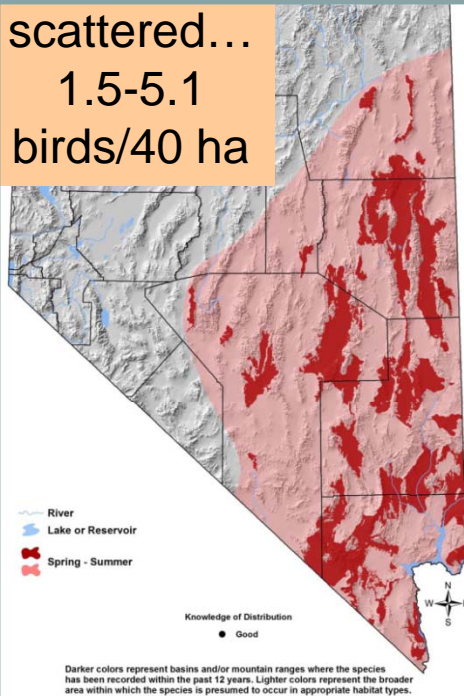 scattered…
1.5-5.1
birds/40 ha
River
Lake or Reservoir
Spring - Summer
Knowledge of Distribution
Good
N
W
S
Darker colors represent basins and/or mountain ranges where the species
has been recorded within the past 12 years. Lighter colors represent the broader
area within which the species is presumed to occur in appropriate habitat types.